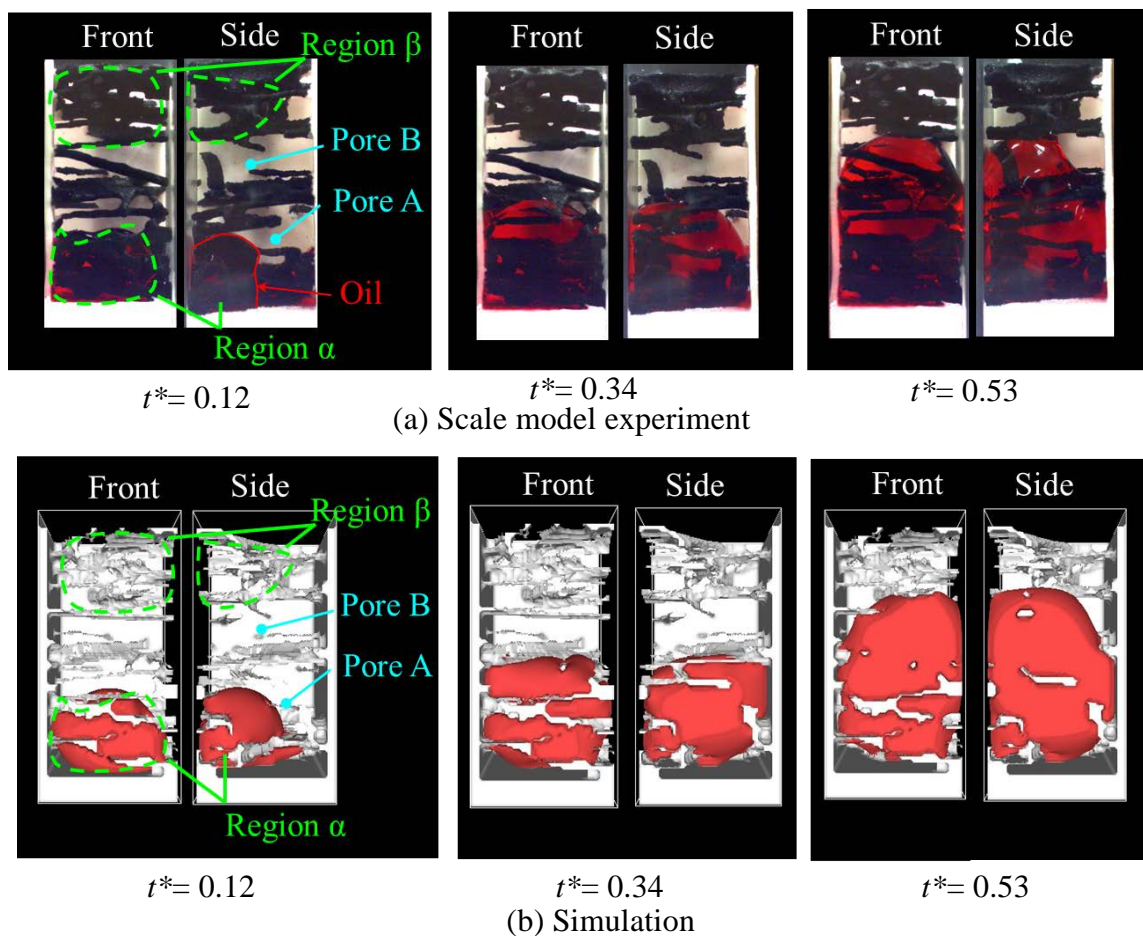 Front Side
Region β
Pore B
Pore A
Oil
Region α
Front Side
Front Side
t*= 0.12
t*= 0.34
t*= 0.53
(a) Scale model experiment
Front Side
Region β
Pore B
Pore A
Region α
Front Side
Front Side
t*= 0.12
t*= 0.34
t*= 0.53
(b) Simulation